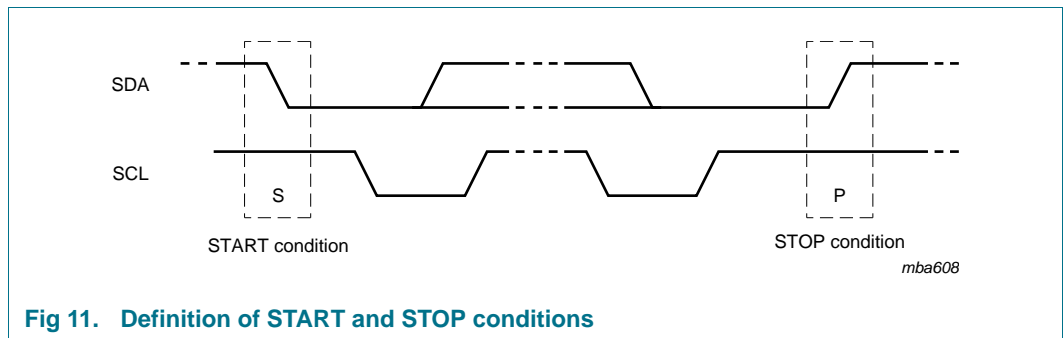 SDA
SCL
S
P
START condition
STOP condition
mba608
Fig 11. Definition of START and STOP conditions